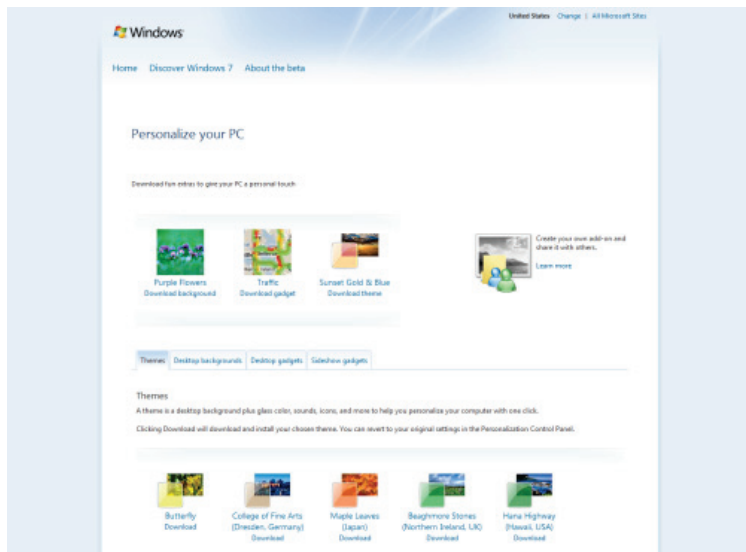 United States Change | All Microsoft Sites
Windows
Home Discover Windows 7 About the beta
Personalize your PC
Download fun extras to give your PC a personal touch
Create your own add-on and
share it with others.
Learn more
Purple Flowers
Download background
Traffic
Download gadget
Sunset Gold & Blue
Download theme
Themes Desktop backgrounds Desktop gadgets Sideshow gadgets
Themes
A theme is a desktop background plus glass color, sounds, icons, and more to help you personalize your computer with one click.
Clicking Download will download and install your chosen theme. You can revert to your original settings in the Personalization Control Panel.
Butterfly
Download
College of Fine Arts
(Dresden, Germany)
Download
Maple Leaves
(Japan)
Download
Beaghmore Stones
(Northern Ireland, UK)
Download
Hana Highway
(Hawaii, USA)
Download